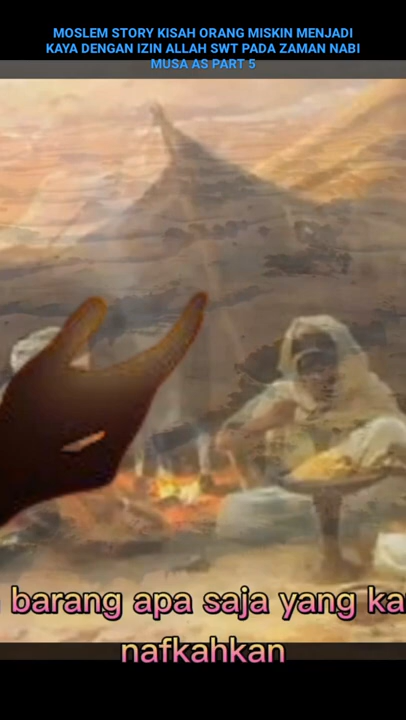 MOSLEM STORY KISAH ORANG MISKIN MENJADI
KAYA DENGAN IZIN ALLAH SWT PADA ZAMAN NABI
MUSA AS PART 5
barang apa saja yang ka
nafkahkan